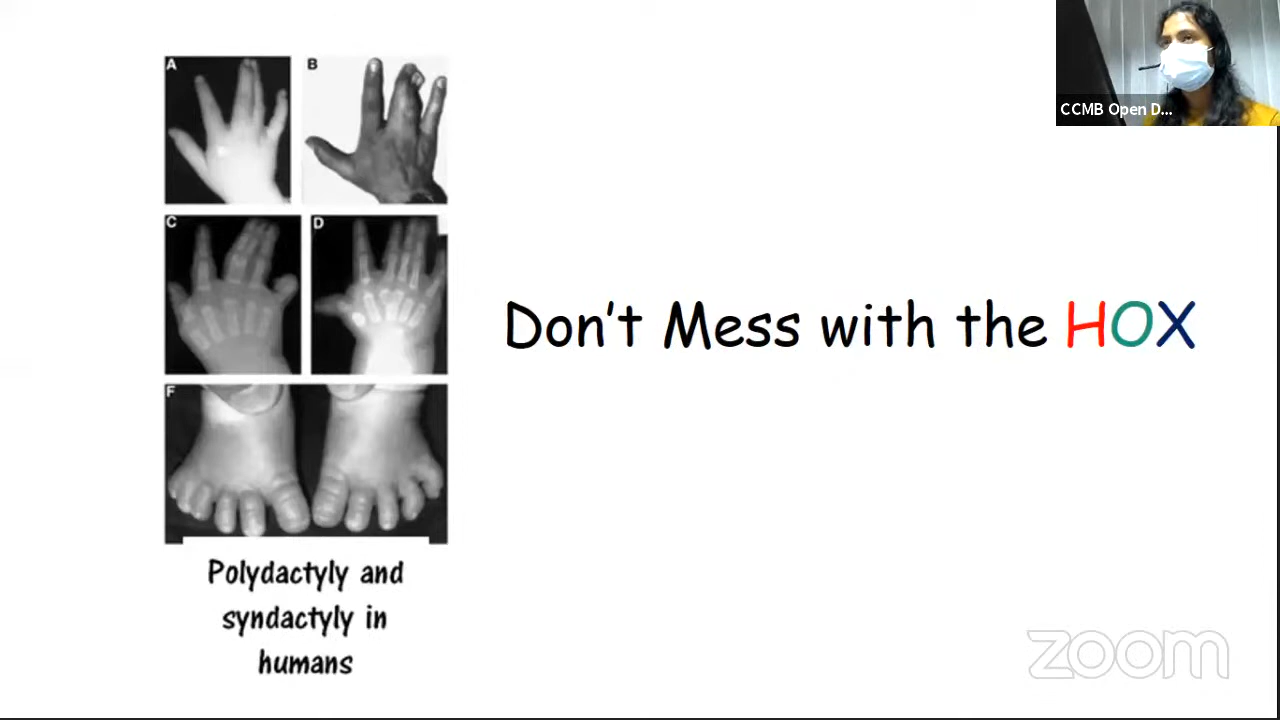 A
B
CCMB Open D...
C
D
Don't Mess with the HOX
F
Polydactyly and
syndactyly in
humans
zoom